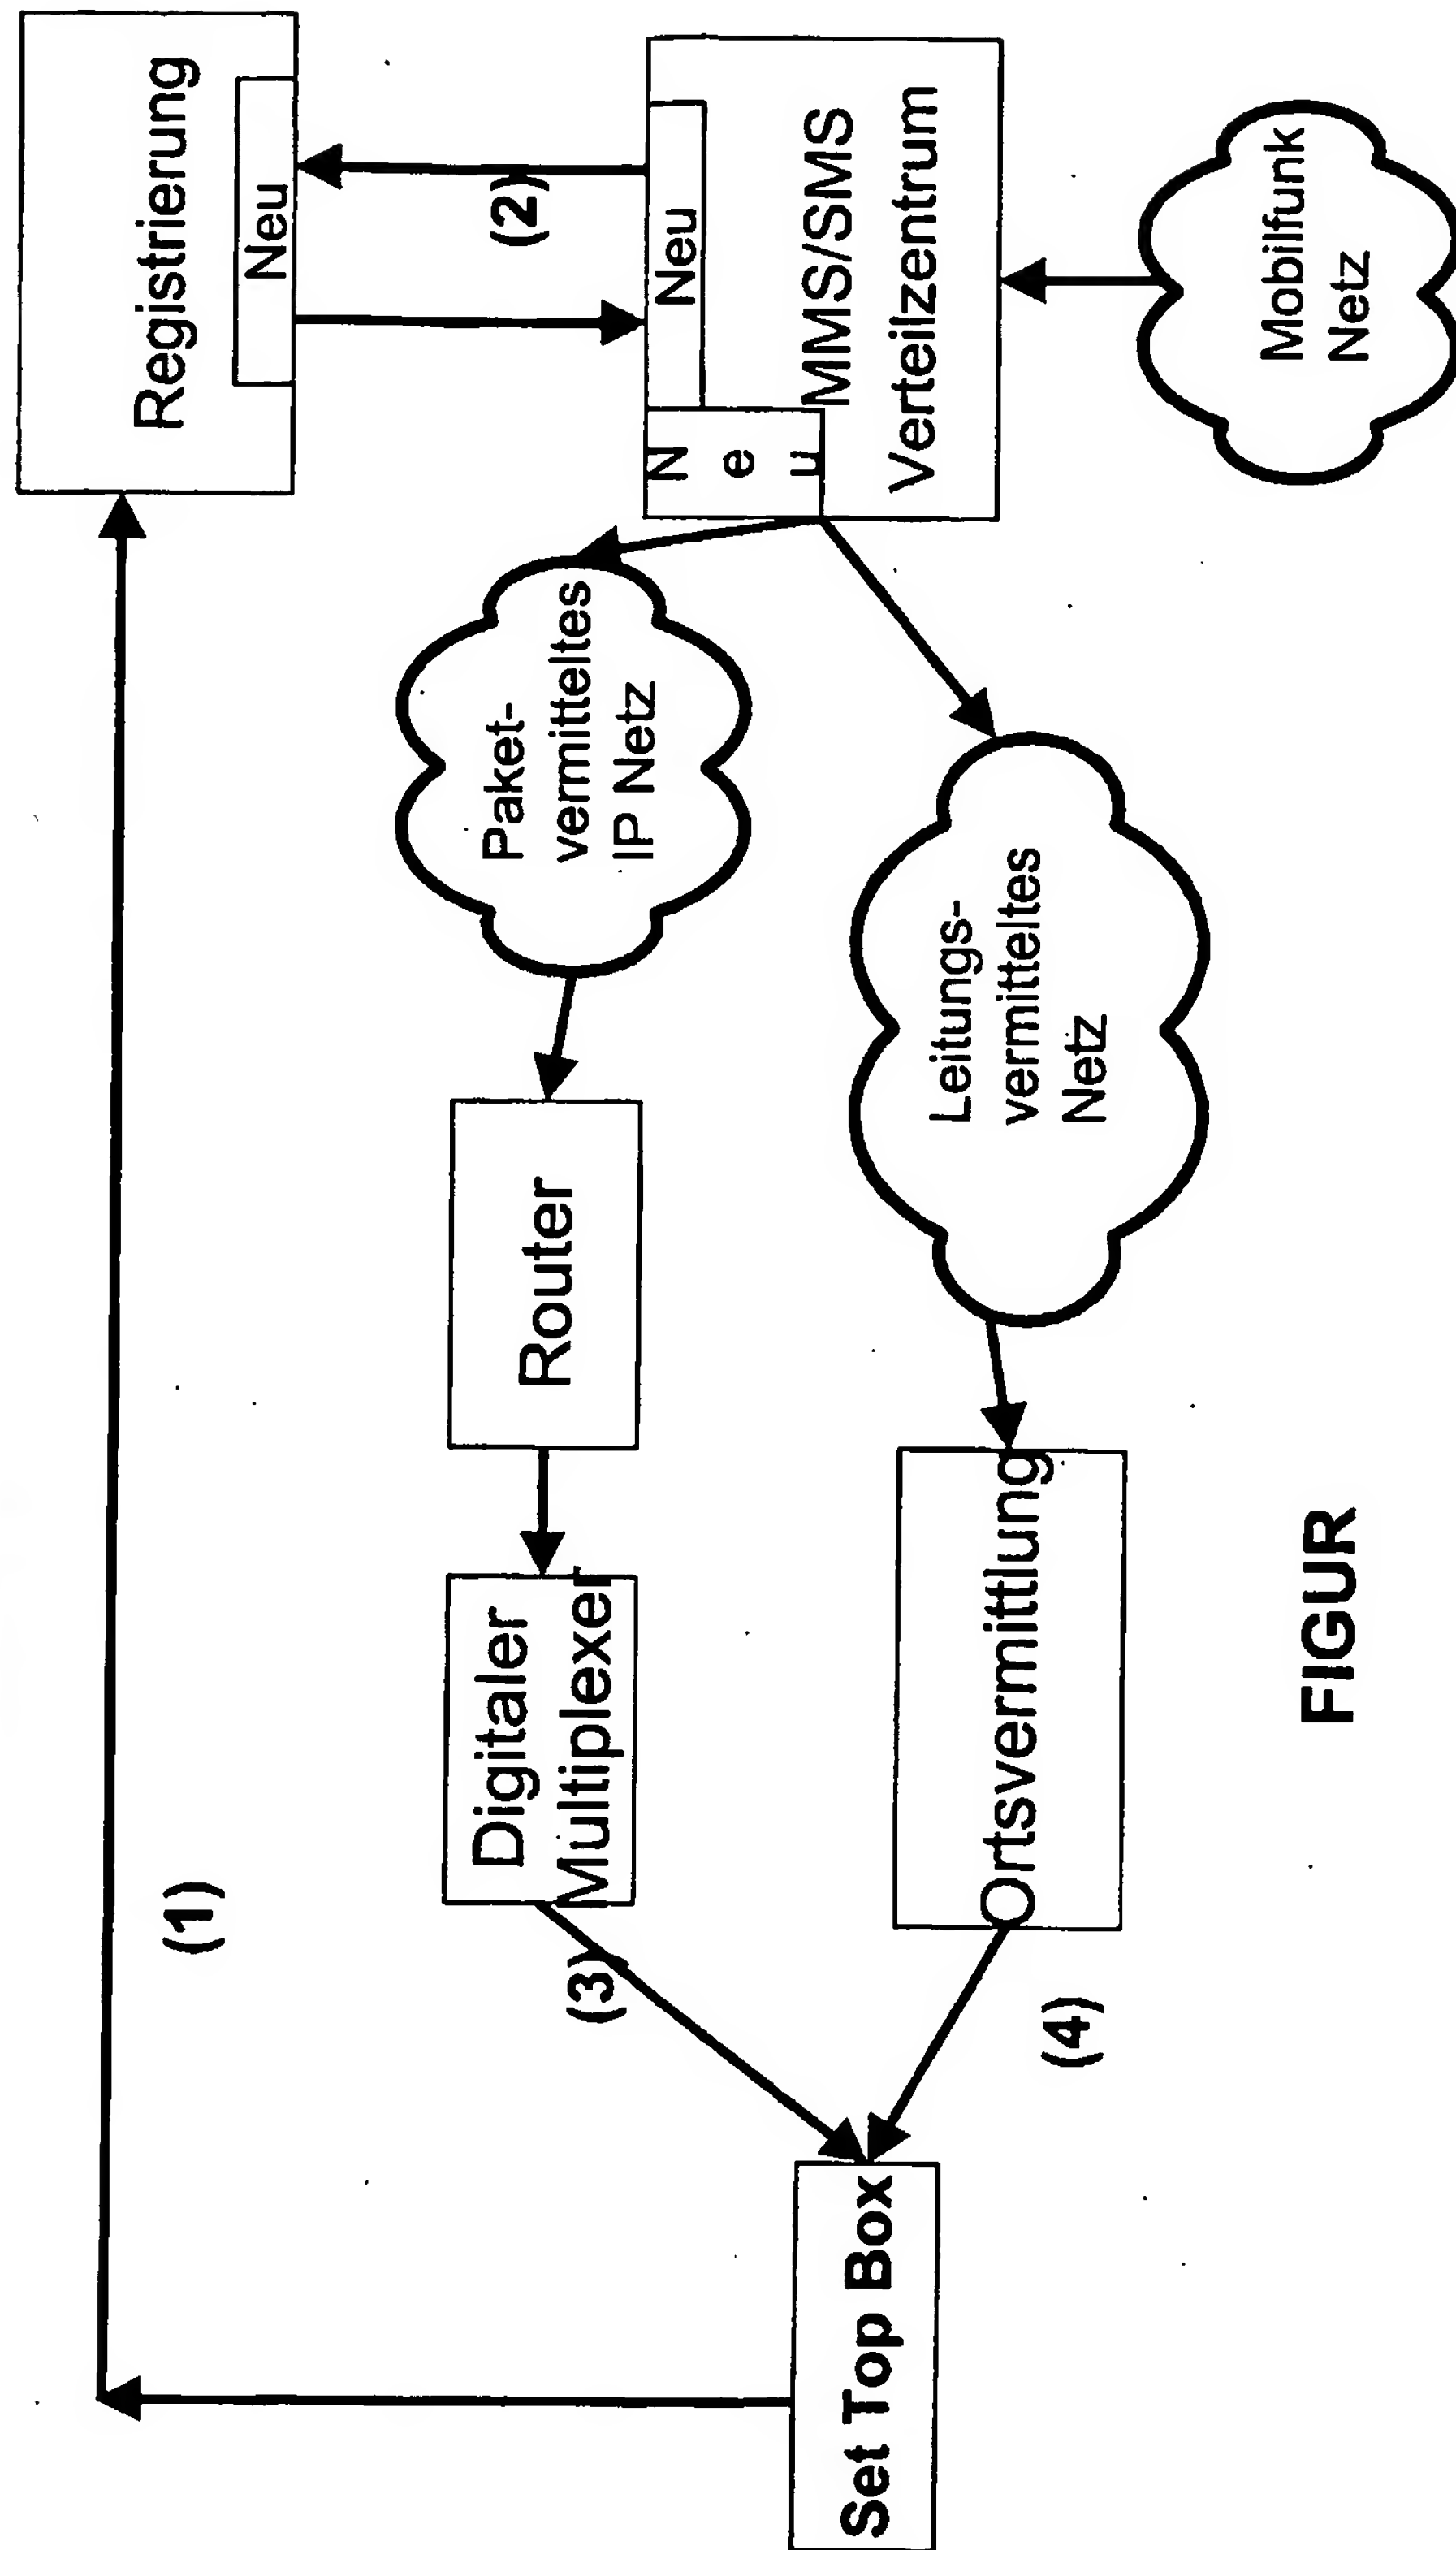 Registrierung
Neu
(1)
(2)
Paket-
vermitteltes
IP Netz
Router
Digitaler
Multiplexer
(3)
Set Top Box
Neu
Neu
MMS/SMS
Verteilzentrum
Leitungs-
vermitteltes
Netz
Ortsvermittlung
(4)
Mobilfunk
Netz
FIGUR